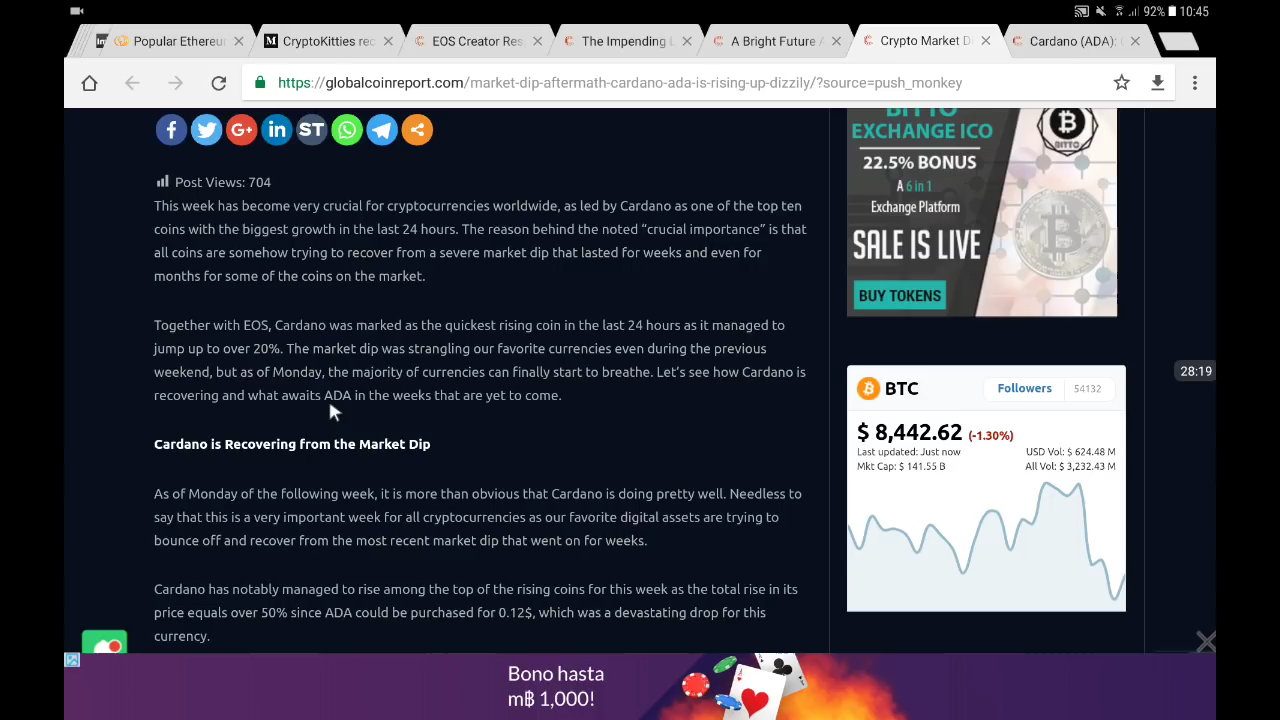 92% 10:45
Popular Ethereu
CryptoKitties rec
EOS Creator Res
The Impending L
A Bright Future A
Crypto Market D
Cardano (ADA): C
https://globalcoinreport.com/market-dip-aftermath-cardano-ada-is-rising-up-dizzily/?source=push_monkey
Post Views: 704
This week has become very crucial for cryptocurrencies worldwide, as led by Cardano as one of the top ten
coins with the biggest growth in the last 24 hours. The reason behind the noted “crucial importance” is that
all coins are somehow trying to recover from a severe market dip that lasted for weeks and even for
months for some of the coins on the market.
Together with EOS, Cardano was marked as the quickest rising coin in the last 24 hours as it managed to
jump up to over 20%. The market dip was strangling our favorite currencies even during the previous
weekend, but as of Monday, the majority of currencies can finally start to breathe. Let’s see how Cardano is
recovering and what awaits ADA in the weeks that are yet to come.
Cardano is Recovering from the Market Dip
As of Monday of the following week, it is more than obvious that Cardano is doing pretty well. Needless to
say that this is a very important week for all cryptocurrencies as our favorite digital assets are trying to
bounce off and recover from the most recent market dip that went on for weeks.
Cardano has notably managed to rise among the top of the rising coins for this week as the total rise in its
price equals over 50% since ADA could be purchased for 0.12$, which was a devastating drop for this
currency.
BITTO
EXCHANGE ICO
22.5% BONUS
A 6 in 1
Exchange Platform
SALE IS LIVE
BUY TOKENS
BITTO
BTC
Followers 54132
$ 8,442.62 (-1.30%)
Last updated: Just now
USD Vol: $ 624.48 M
Mkt Cap: $ 141.55 B
All Vol: $ 3,232.43 M
28:19
Bono hasta
m฿ 1,000!